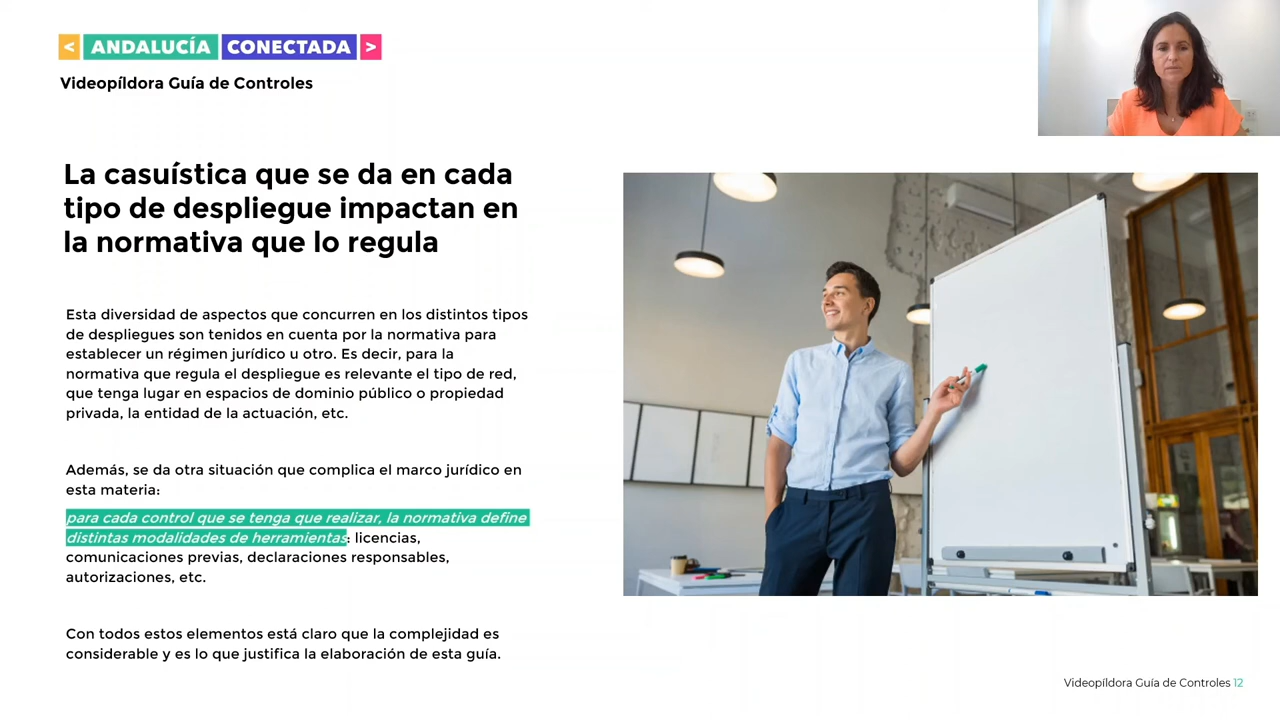 < ANDALUCÍA CONECTADA >
Videopíldora Guía de Controles
La casuística que se da en cada
tipo de despliegue impactan en
la normativa que lo regula
Esta diversidad de aspectos que concurren en los distintos tipos
de despliegues son tenidos en cuenta por la normativa para
establecer un régimen jurídico u otro. Es decir, para la
normativa que regula el despliegue es relevante el tipo de red,
que tenga lugar en espacios de dominio público o propiedad
privada, la entidad de la actuación, etc.
Además, se da otra situación que complica el marco jurídico en
esta materia:
para cada control que se tenga que realizar, la normativa define
distintas modalidades de herramientas: licencias,
comunicaciones previas, declaraciones responsables,
autorizaciones, etc.
Con todos estos elementos está claro que la complejidad es
considerable y es lo que justifica la elaboración de esta guía.
Videopíldora Guía de Controles 12